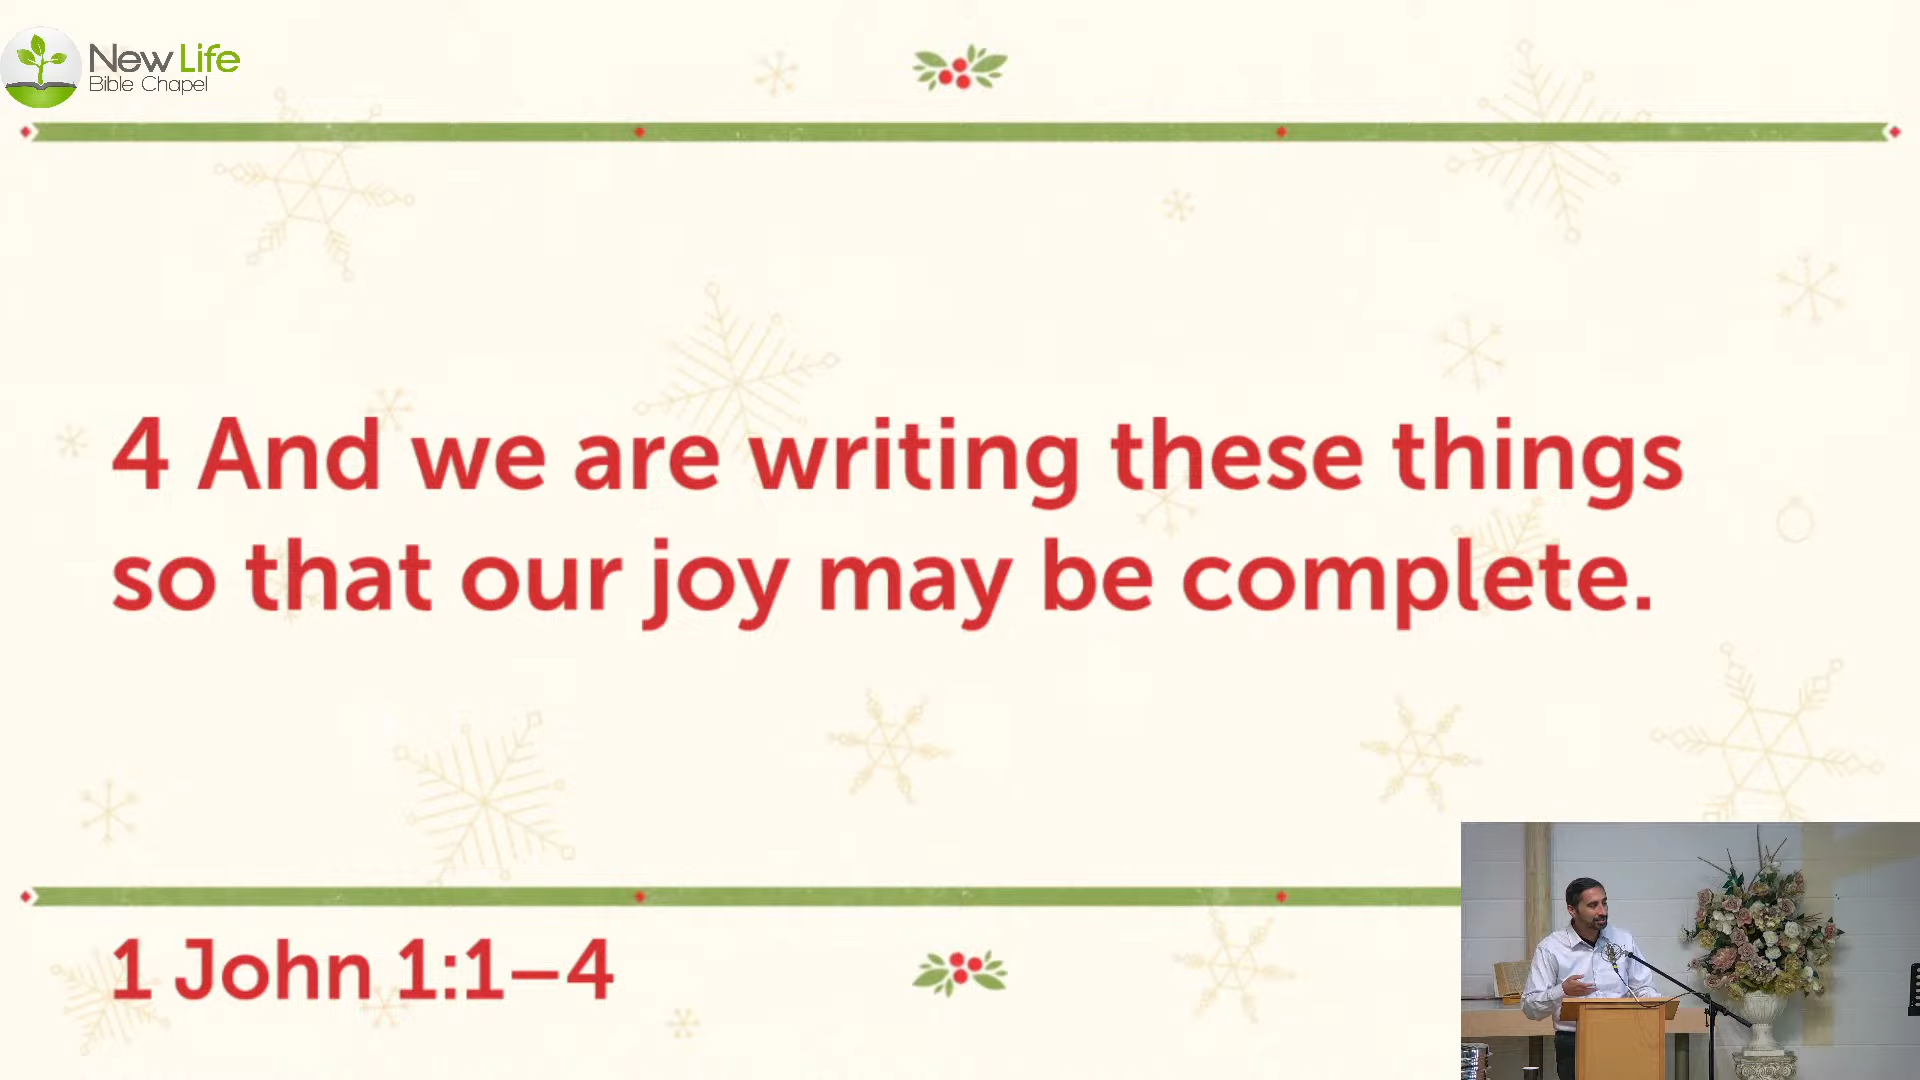 New Life
Bible Chapel
4 And we are writing these things
so that our joy may be complete.
1 John 1:1–4